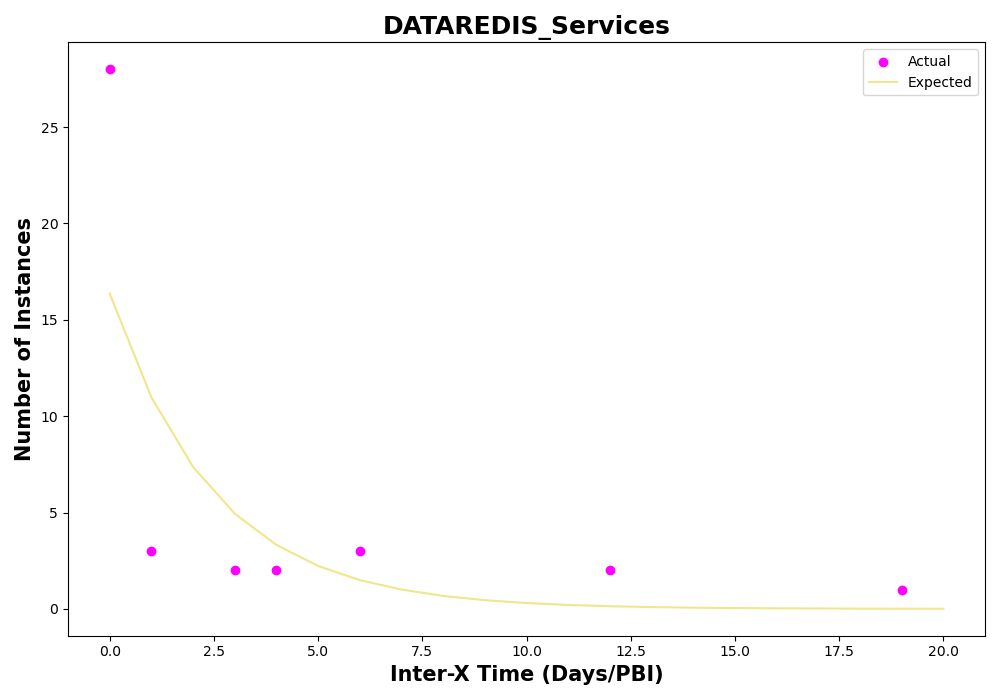 DATAREDIS_Services
Actual
Expected
Number of Instances
25
20
15
10
5
0
0.0 2.5 5.0 7.5 10.0 12.5 15.0 17.5 20.0
Inter-X Time (Days/PBI)